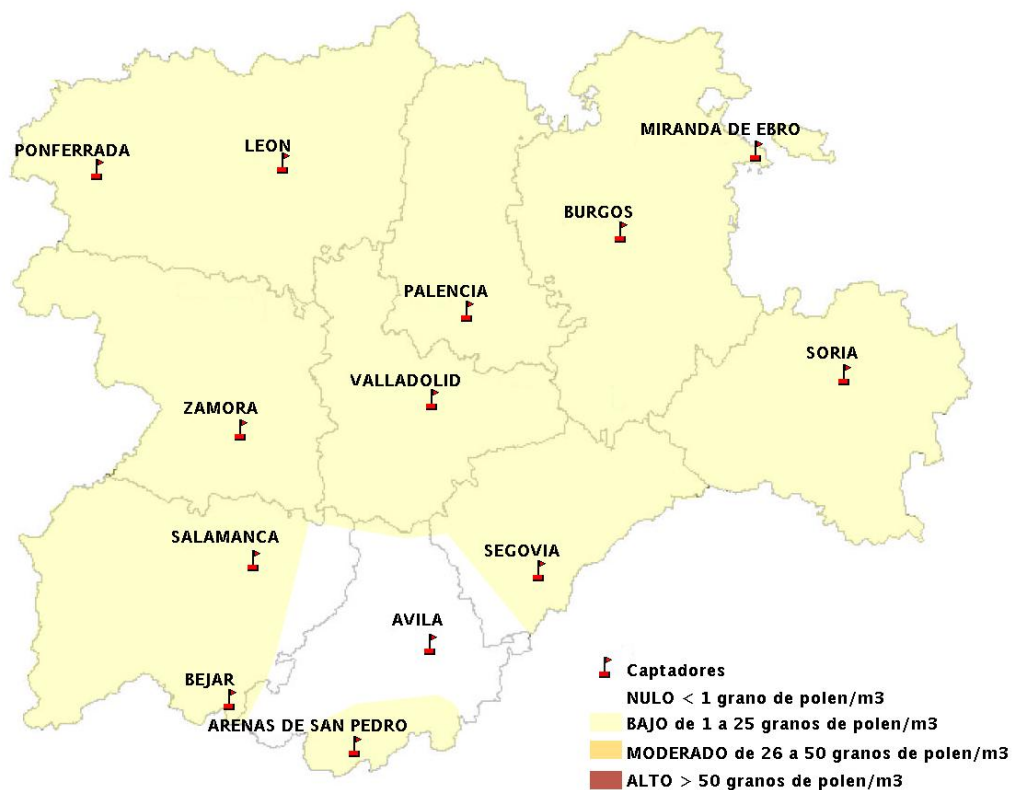 MIRANDA DE EBRO
PONFERRADA
LEON
BURGOS
PALENCIA
SORIA
VALLADOLID
ZAMORA
SALAMANCA
SEGOVIA
AVILA
BEJAR
ARENAS DE SAN PEDRO
Captadores
NULO < 1 grano de polen/m3
BAJO de 1 a 25 granos de polen/m3
MODERADO de 26 a 50 granos de polen/m3
ALTO > 50 granos de polen/m3